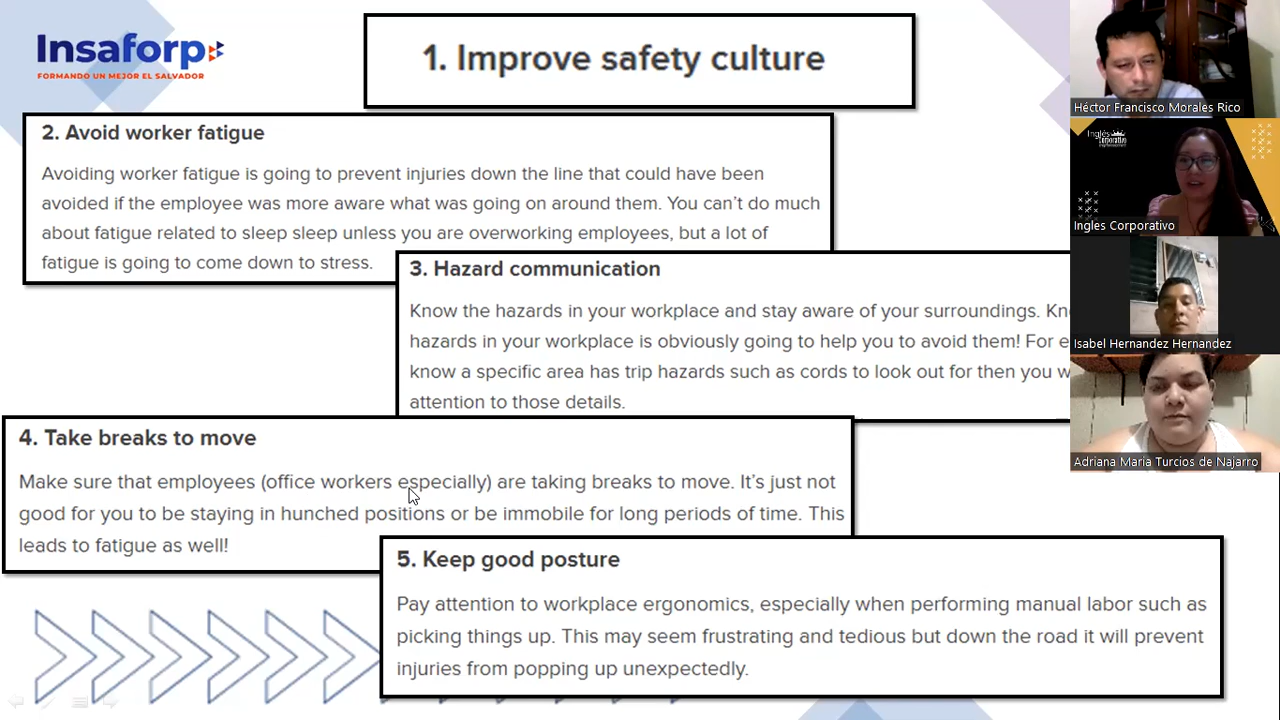 Insaforp
FORMANDO UN MEJOR EL SALVADOR
1. Improve safety culture
2. Avoid worker fatigue
Avoiding worker fatigue is going to prevent injuries down the line that could have been
avoided if the employee was more aware what was going on around them. You can't do much
about fatigue related to sleep sleep unless you are overworking employees, but a lot of
fatigue is going to come down to stress.
3. Hazard communication
Know the hazards in your workplace and stay aware of your surroundings.
hazards in your workplace is obviously going to help you to avoid them! For
know a specific area has trip hazards such as cords to look out for then you
attention to those details.
4. Take breaks to move
Make sure that employees (office workers especially) are taking breaks to move. It's just not
good for you to be staying in hunched positions or be immobile for long periods of time. This
leads to fatigue as well!
5. Keep good posture
Pay attention to workplace ergonomics, especially when performing manual labor such as
picking things up. This may seem frustrating and tedious but down the road it will prevent
injuries from popping up unexpectedly.
Héctor Francisco Morales Rico
Inglés
Corporativo
Ingles Corporativo
Isabel Hernandez Hernandez
Adriana María Turcios de Najarro